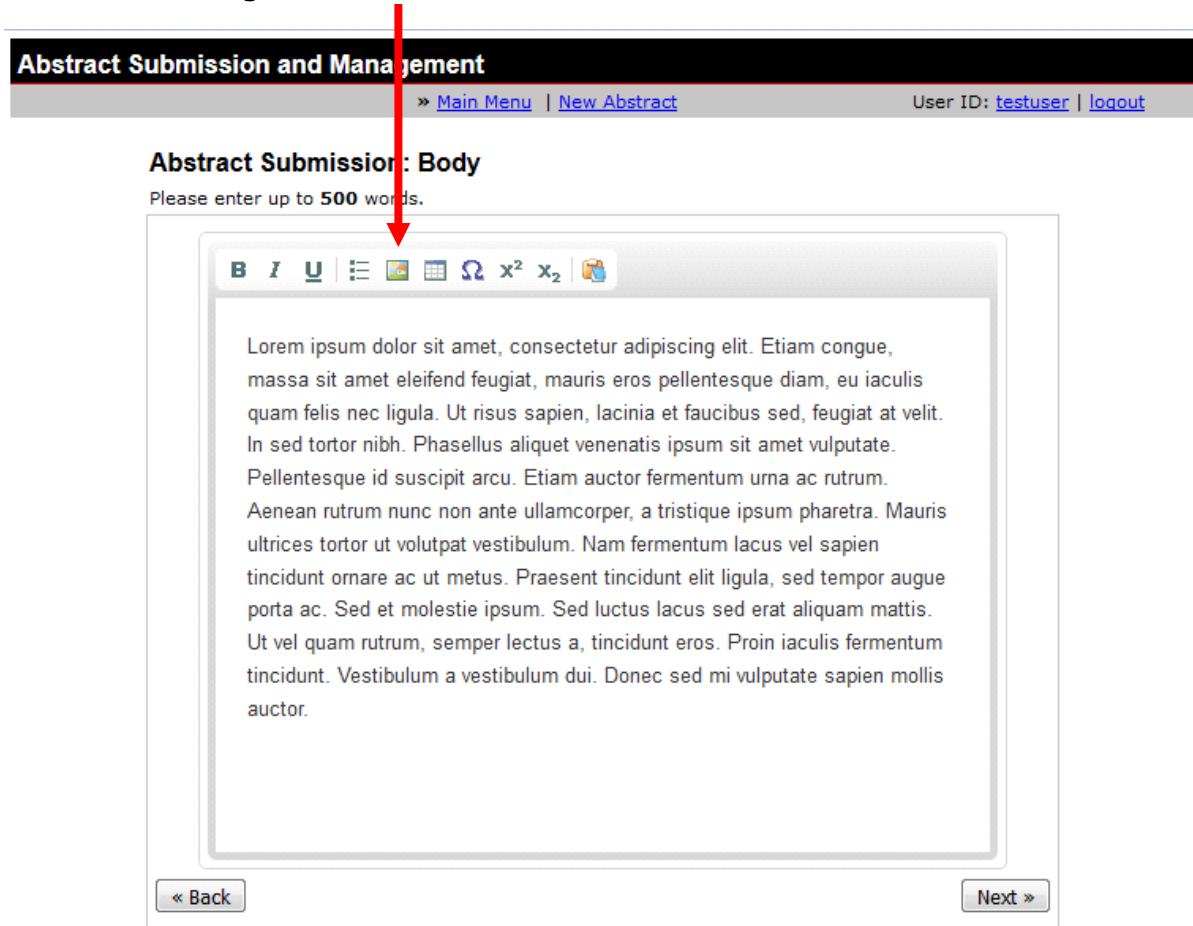 Abstract Submission and Management
» Main Menu | New Abstract User ID: testuser | logout
Abstract Submission: Body
Please enter up to 500 words.
B I U Ω x² x₂
Lorem ipsum dolor sit amet, consectetur adipiscing elit. Etiam congue,
massa sit amet eleifend feugiat, mauris eros pellentesque diam, eu iaculis
quam felis nec ligula. Ut risus sapien, lacinia et faucibus sed, feugiat at velit.
In sed tortor nibh. Phasellus aliquet venenatis ipsum sit amet vulputate.
Pellentesque id suscipit arcu. Etiam auctor fermentum urna ac rutrum.
Aenean rutrum nunc non ante ullamcorper, a tristique ipsum pharetra. Mauris
ultrices tortor ut volutpat vestibulum. Nam fermentum lacus vel sapien
tincidunt ornare ac ut metus. Praesent tincidunt elit ligula, sed tempor augue
porta ac. Sed et molestie ipsum. Sed luctus lacus sed erat aliquam mattis.
Ut vel quam rutrum, semper lectus a, tincidunt eros. Proin iaculis fermentum
tincidunt. Vestibulum a vestibulum dui. Donec sed mi vulputate sapien mollis
auctor.
« Back Next »